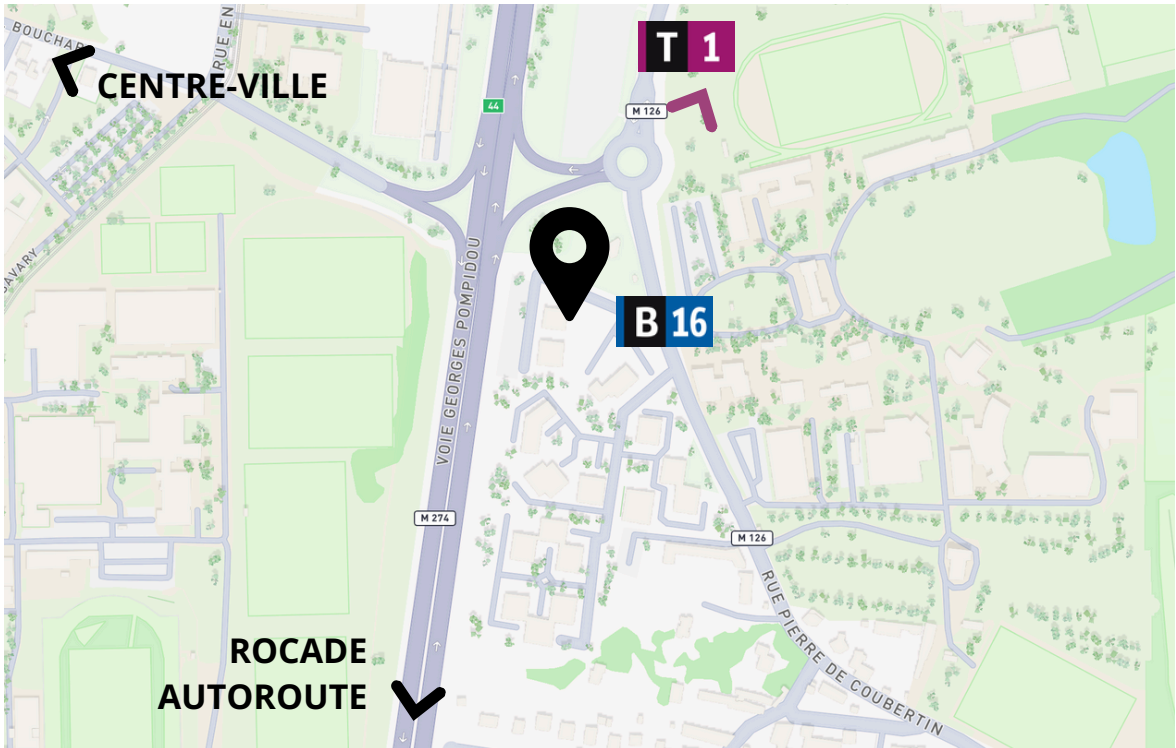 BOUCHAR
RUE EN
CENTRE-VILLE
T 1
44
M 126
SAVARY
VOIE GEORGES POMPIDOU
B 16
M 274
M 126
RUE PIERRE DE COUBERTIN
ROCADE
AUTOROUTE